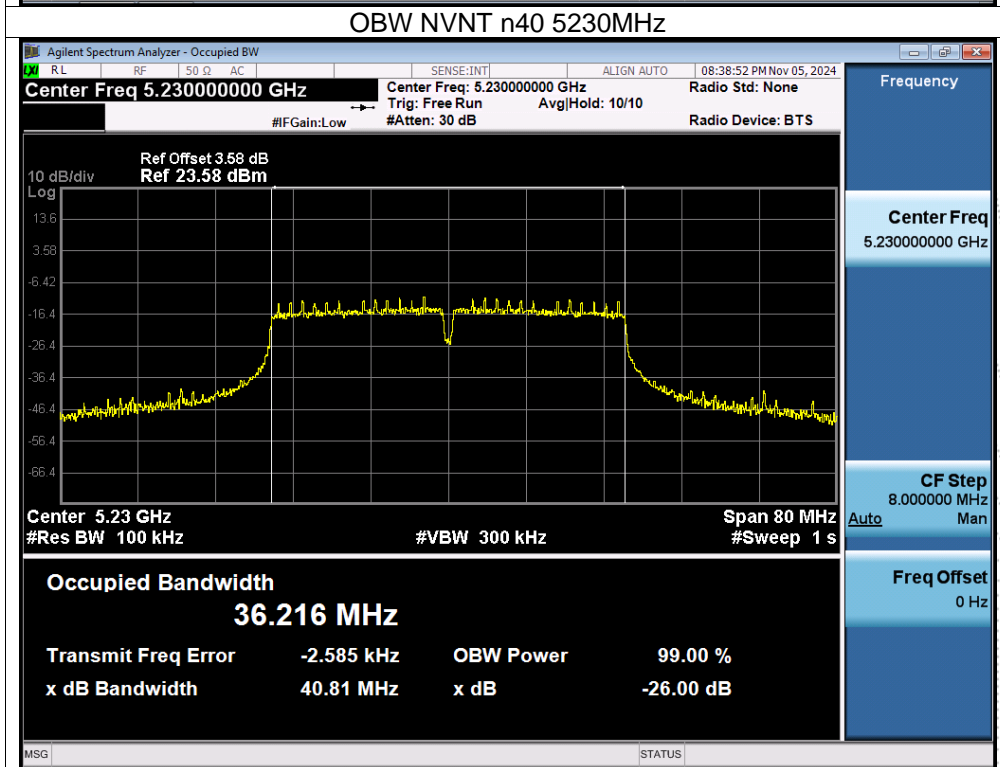 OBW NVNT n40 5230MHz
Agilent Spectrum Analyzer - Occupied BW
LXI RL RF 50 Ω AC SENSE:INT ALIGN AUTO 08:38:52 PM Nov 05, 2024
Center Freq 5.230000000 GHz
Center Freq: 5.230000000 GHz Radio Std: None
Trig: Free Run Avg|Hold: 10/10
#IFGain:Low #Atten: 30 dB Radio Device: BTS
Ref Offset 3.58 dB
10 dB/div Ref 23.58 dBm
Log
13.6
3.58
-6.42
-16.4
-26.4
-36.4
-46.4
-56.4
-66.4
Center 5.23 GHz Span 80 MHz
#Res BW 100 kHz #VBW 300 kHz #Sweep 1 s
Occupied Bandwidth
36.216 MHz
Transmit Freq Error -2.585 kHz OBW Power 99.00 %
x dB Bandwidth 40.81 MHz x dB -26.00 dB
Frequency
Center Freq
5.230000000 GHz
CF Step
8.000000 MHz
Auto Man
Freq Offset
0 Hz
MSG STATUS